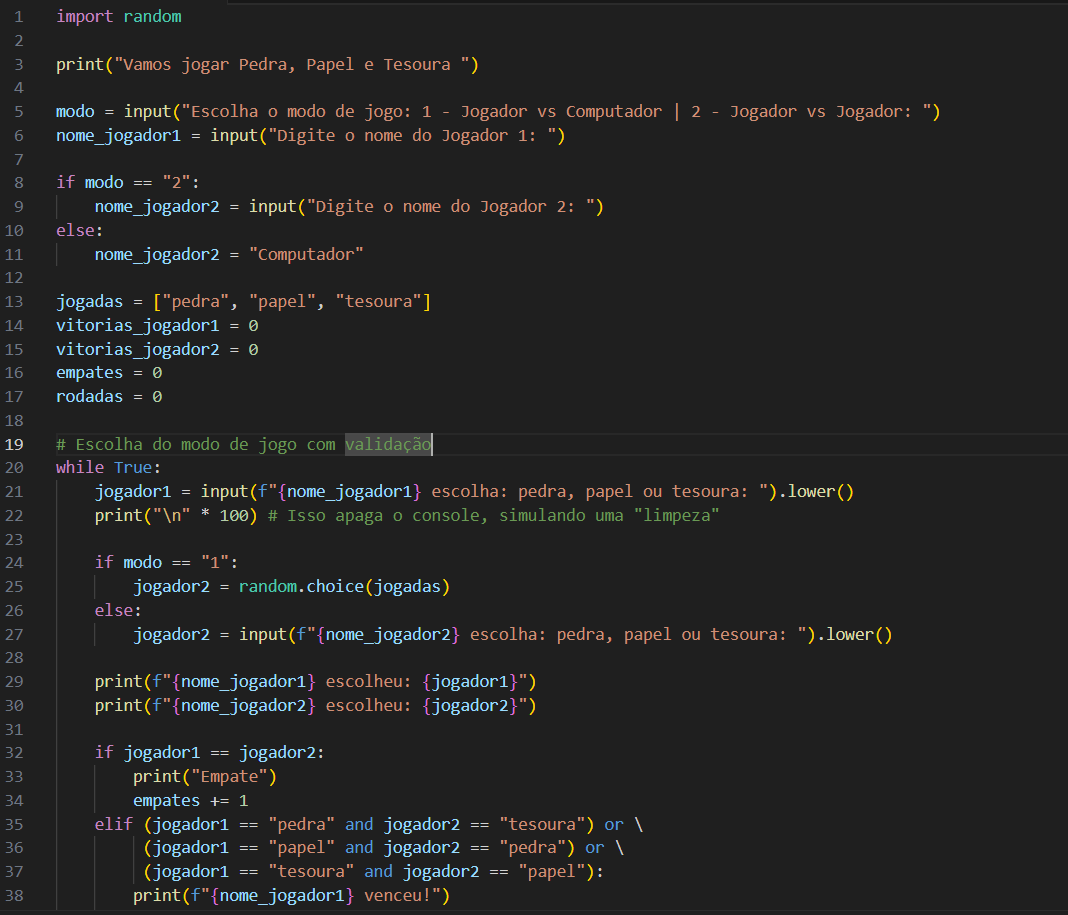 1 import random
2
3 print("Vamos jogar Pedra, Papel e Tesoura ")
4
5 modo = input("Escolha o modo de jogo: 1 - Jogador vs Computador | 2 - Jogador vs Jogador: ")
6 nome_jogador1 = input("Digite o nome do Jogador 1: ")
7
8 if modo == "2":
9     nome_jogador2 = input("Digite o nome do Jogador 2: ")
10 else:
11     nome_jogador2 = "Computador"
12
13 jogadas = ["pedra", "papel", "tesoura"]
14 vitorias_jogador1 = 0
15 vitorias_jogador2 = 0
16 empates = 0
17 rodadas = 0
18
19 # Escolha do modo de jogo com validação
20 while True:
21     jogador1 = input(f"{nome_jogador1} escolha: pedra, papel ou tesoura: ").lower()
22     print("\n" * 100) # Isso apaga o console, simulando uma "limpeza"
23
24     if modo == "1":
25         jogador2 = random.choice(jogadas)
26     else:
27         jogador2 = input(f"{nome_jogador2} escolha: pedra, papel ou tesoura: ").lower()
28
29     print(f"{nome_jogador1} escolheu: {jogador1}")
30     print(f"{nome_jogador2} escolheu: {jogador2}")
31
32     if jogador1 == jogador2:
33         print("Empate")
34         empates += 1
35     elif (jogador1 == "pedra" and jogador2 == "tesoura") or \
36          (jogador1 == "papel" and jogador2 == "pedra") or \
37          (jogador1 == "tesoura" and jogador2 == "papel"):
38         print(f"{nome_jogador1} venceu!")